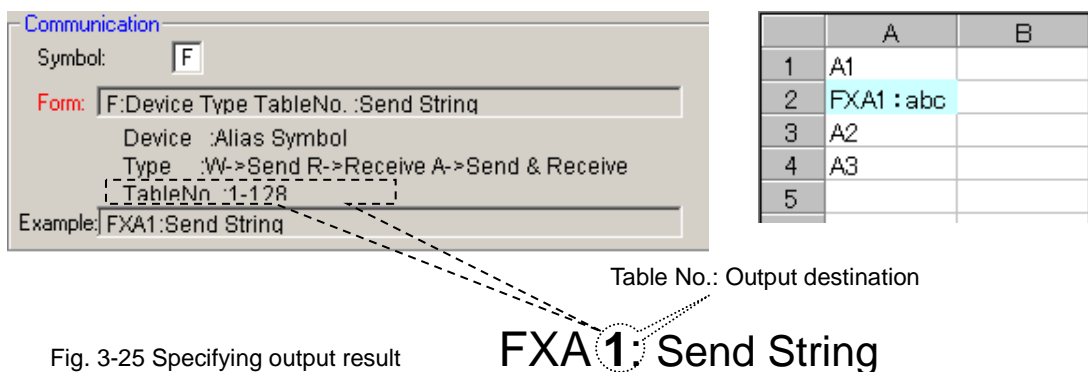 Communication
Symbol: F
Form: F:Device Type TableNo. :Send String
Device :Alias Symbol
Type :W->Send R->Receive A->Send & Receive
TableNo. :1-128
Example: FXA1:Send String
A B
1 A1
2 FXA1:abc
3 A2
4 A3
5
Table No.: Output destination
FXA 1: Send String
Fig. 3-25 Specifying output result